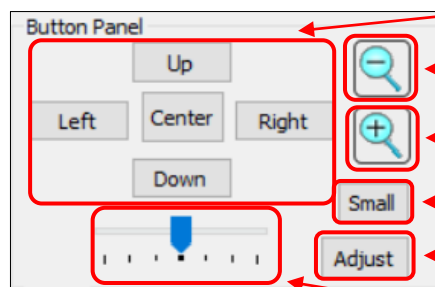 Button Panel
Up
Left Center Right
Down
Small
Adjust